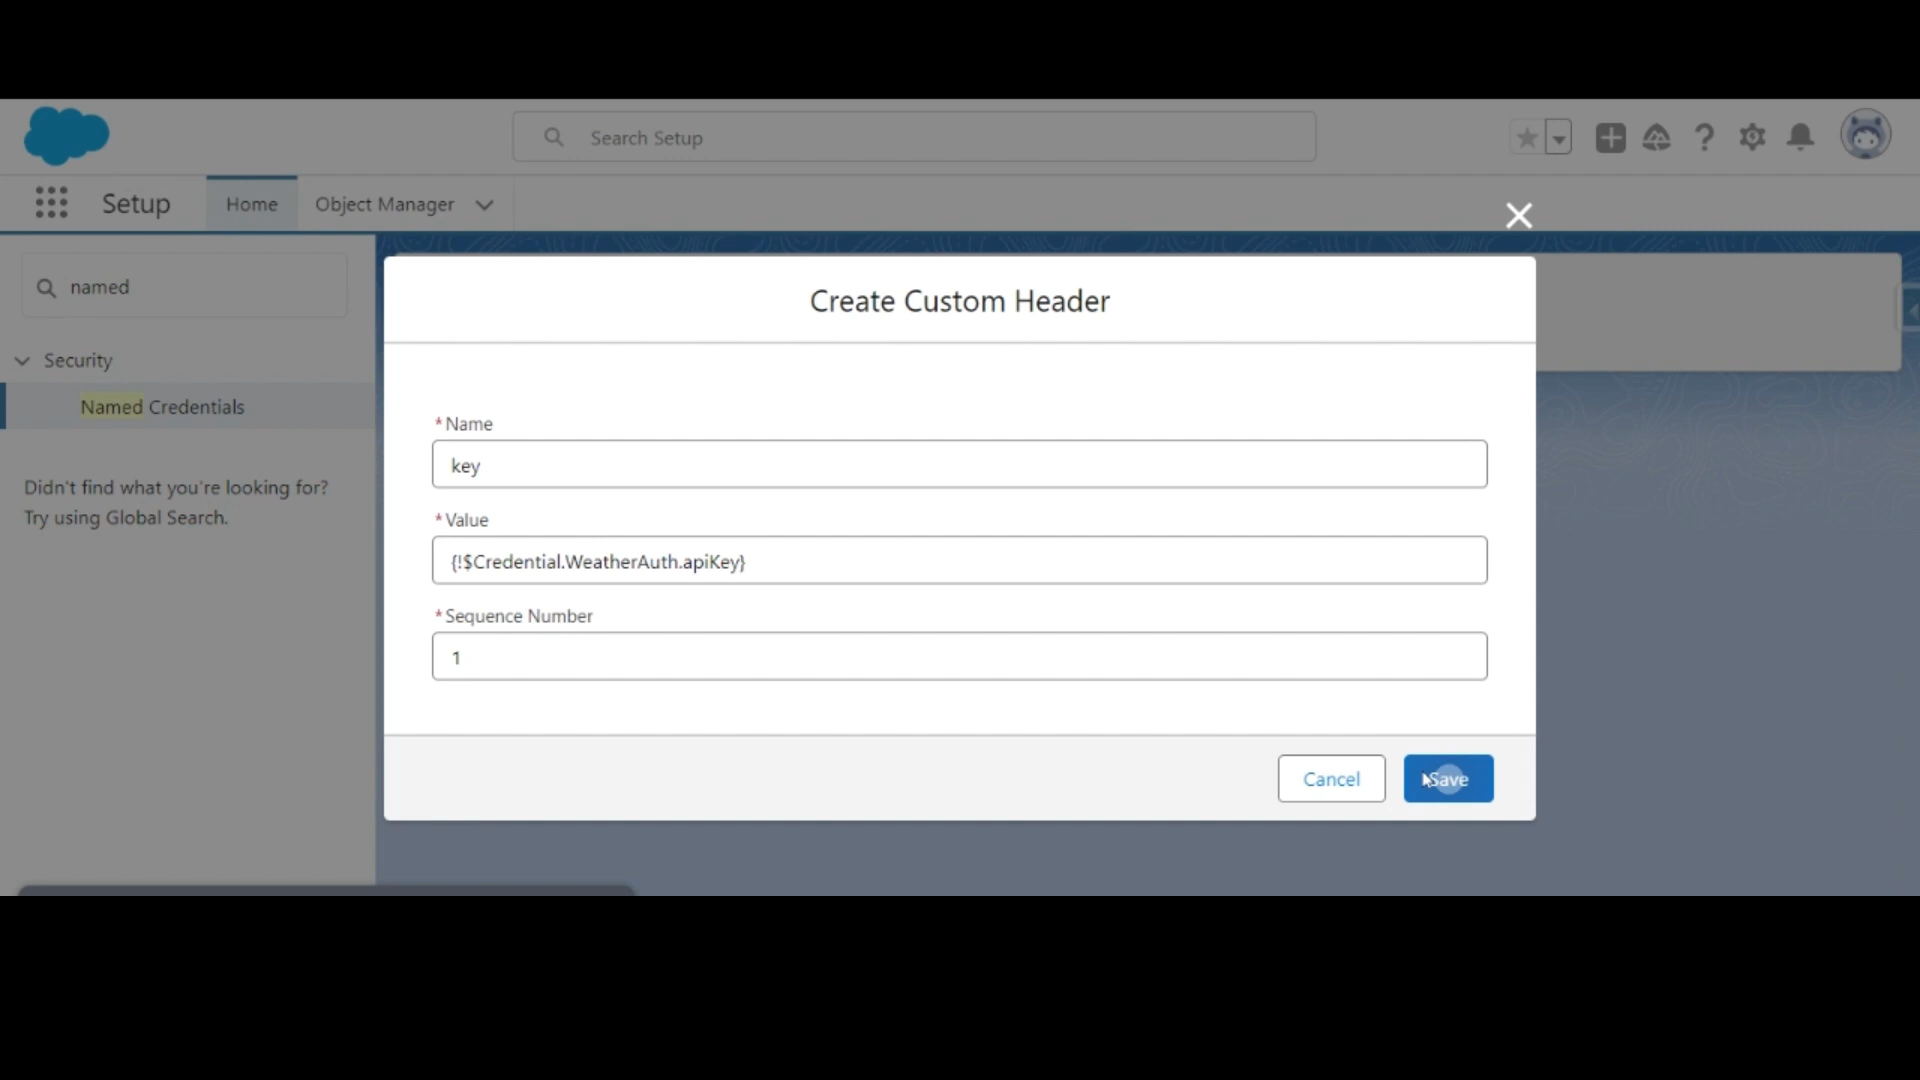 Search Setup
Setup
Home
Object Manager
named
Security
Named Credentials
Didn't find what you're looking for?
Try using Global Search.
Create Custom Header
*Name
key
*Value
{!$Credential.WeatherAuth.apiKey}
*Sequence Number
1
Cancel
Save